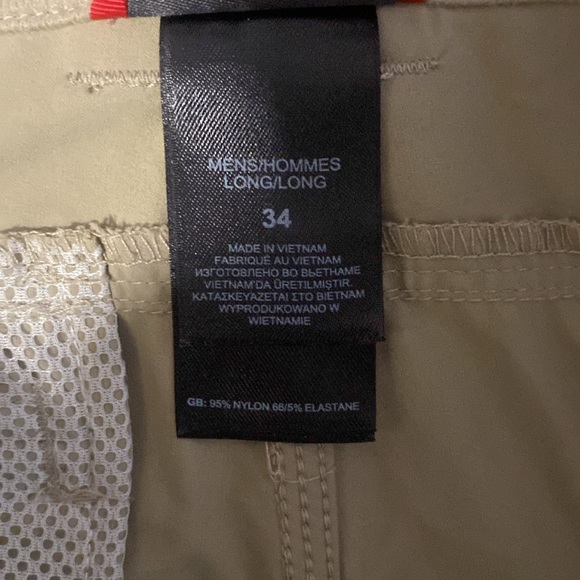 MENS/HOMMES
LONG/LONG
34
MADE IN VIETNAM
FABRIQUÉ AU VIETNAM
ИЗГОТОВЛЕНО ВО ВЬЕТНАМЕ
VIETNAM'DA ÜRETILMIŞTIR.
ΚΑΤΑΣΚΕΥΑΖΕΤΑΙ ΣΤΟ ΒΙΕΤΝΑΜ
WYPRODUKOWANO W
WIETNAMIE
GB: 95% NYLON 66/5% ELASTANE